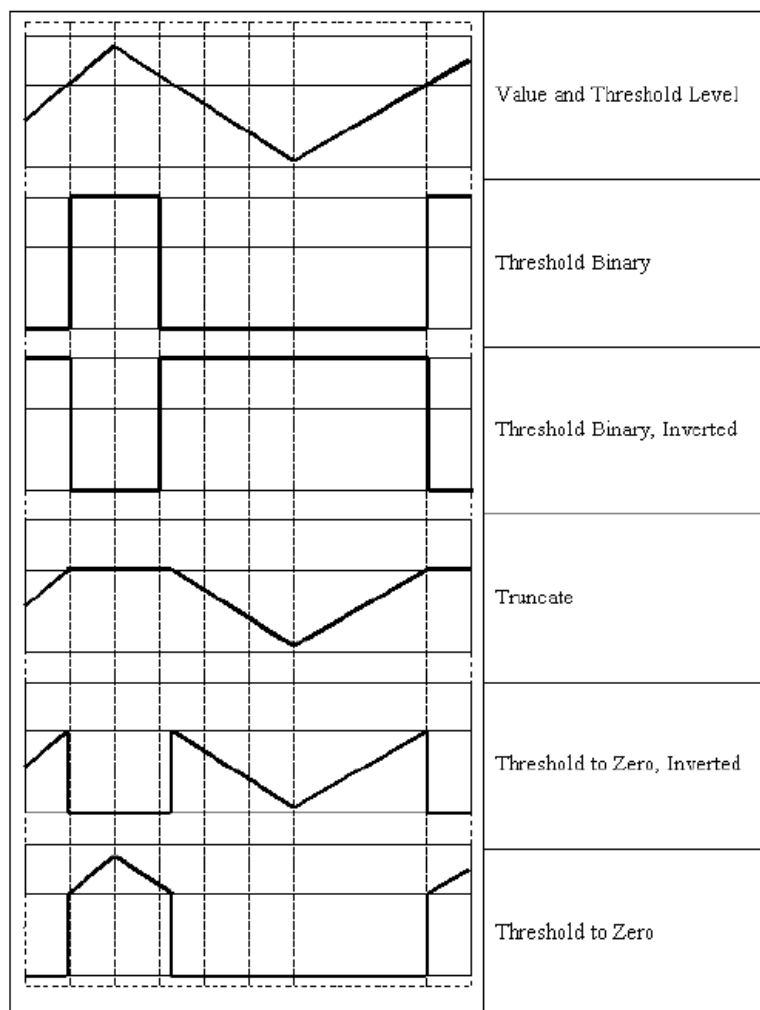 Value and Threshold Level
Threshold Binary
Threshold Binary, Inverted
Truncate
Threshold to Zero, Inverted
Threshold to Zero